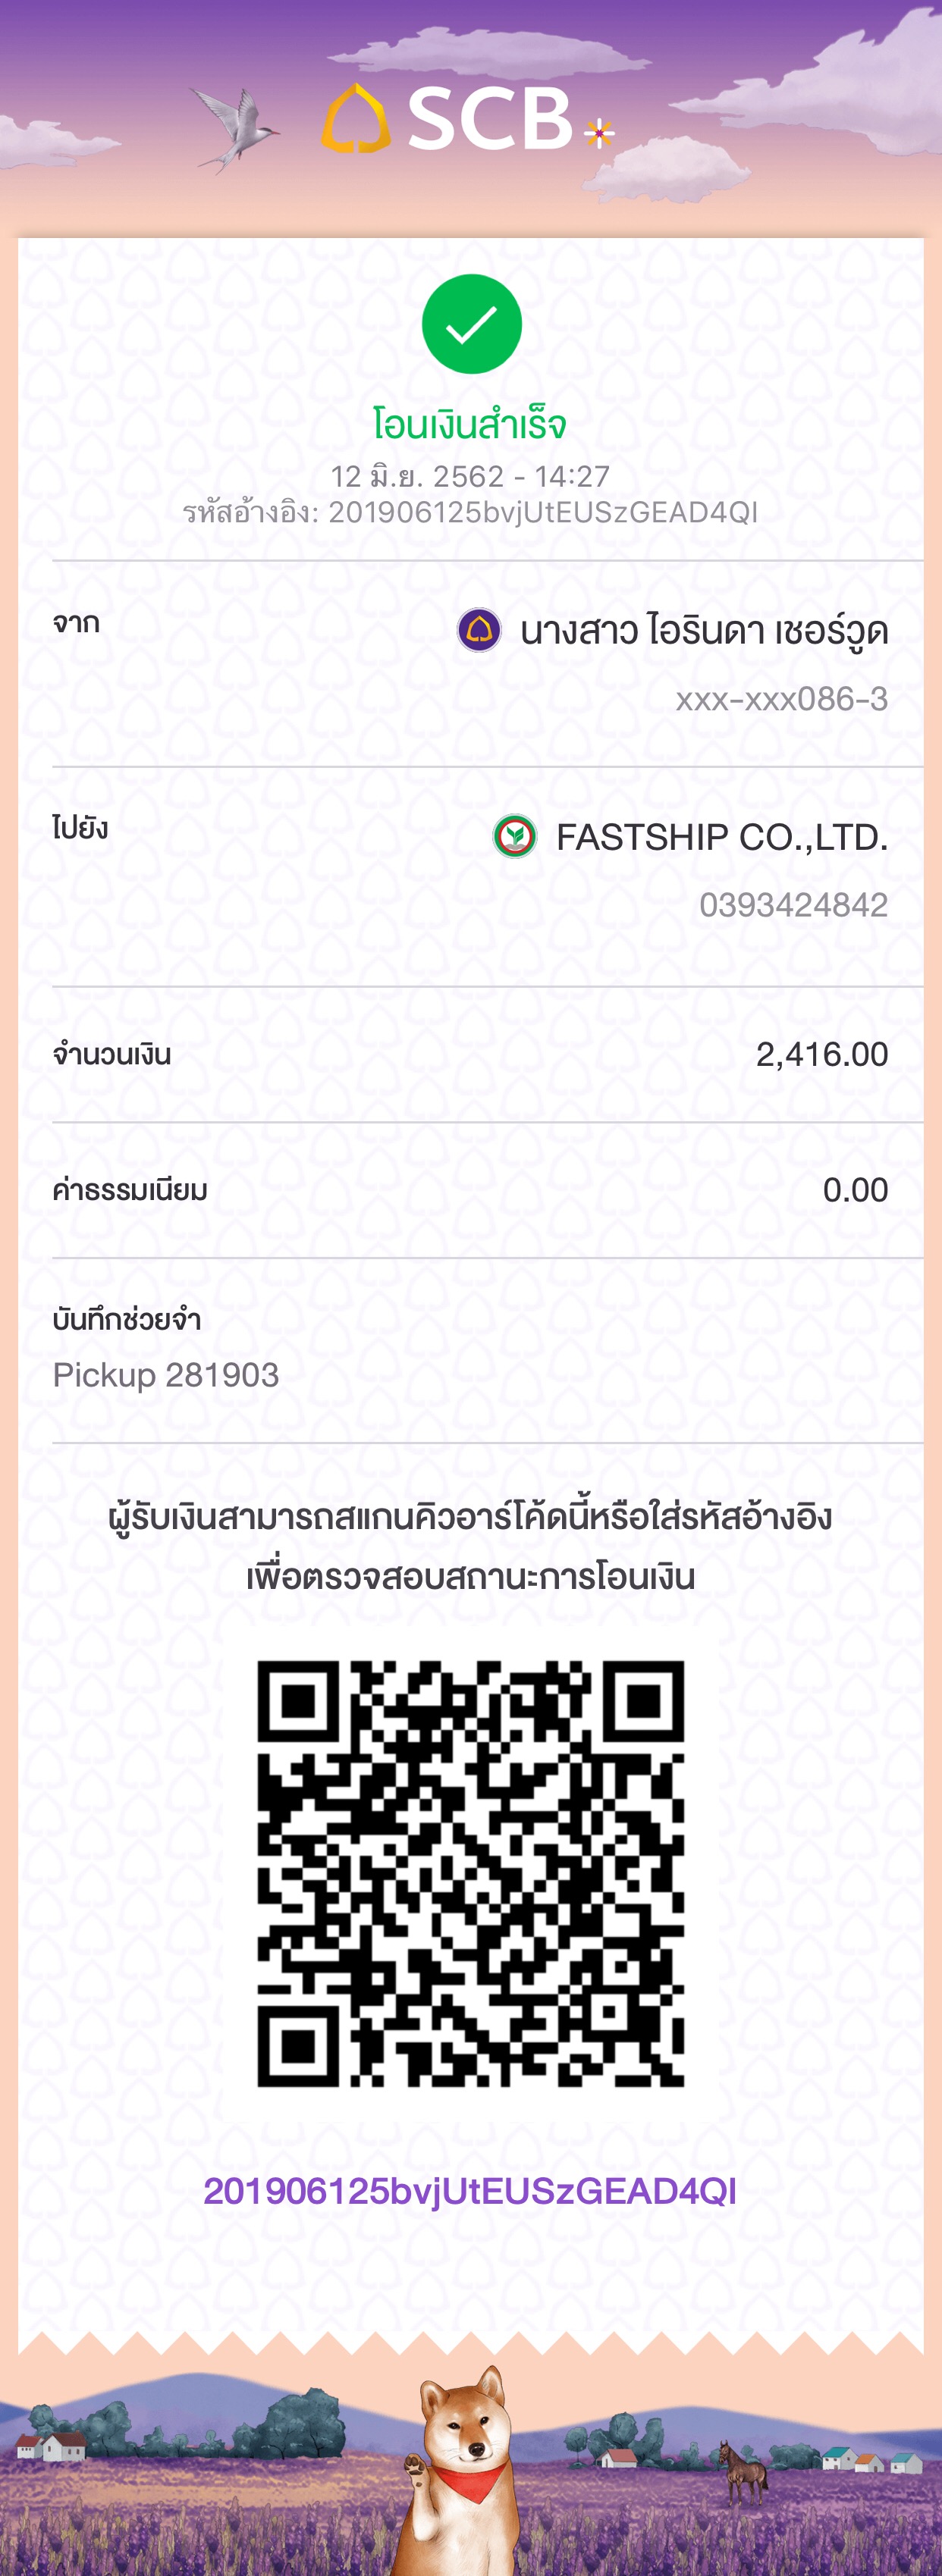 SCB
โอนเงินสำเร็จ
12 มิ.ย. 2562 - 14:27
รหัสอ้างอิง: 201906125bvjUtEUSzGEAD4QI
จาก นางสาว ไอรินดา เชอร์วูด
xxx-xxx086-3
ไปยัง FASTSHIP CO.,LTD.
0393424842
จำนวนเงิน 2,416.00
ค่าธรรมเนียม 0.00
บันทึกช่วยจำ
Pickup 281903
ผู้รับเงินสามารถสแกนคิวอาร์โค้ดนี้หรือใส่รหัสอ้างอิง
เพื่อตรวจสอบสถานะการโอนเงิน
201906125bvjUtEUSzGEAD4QI